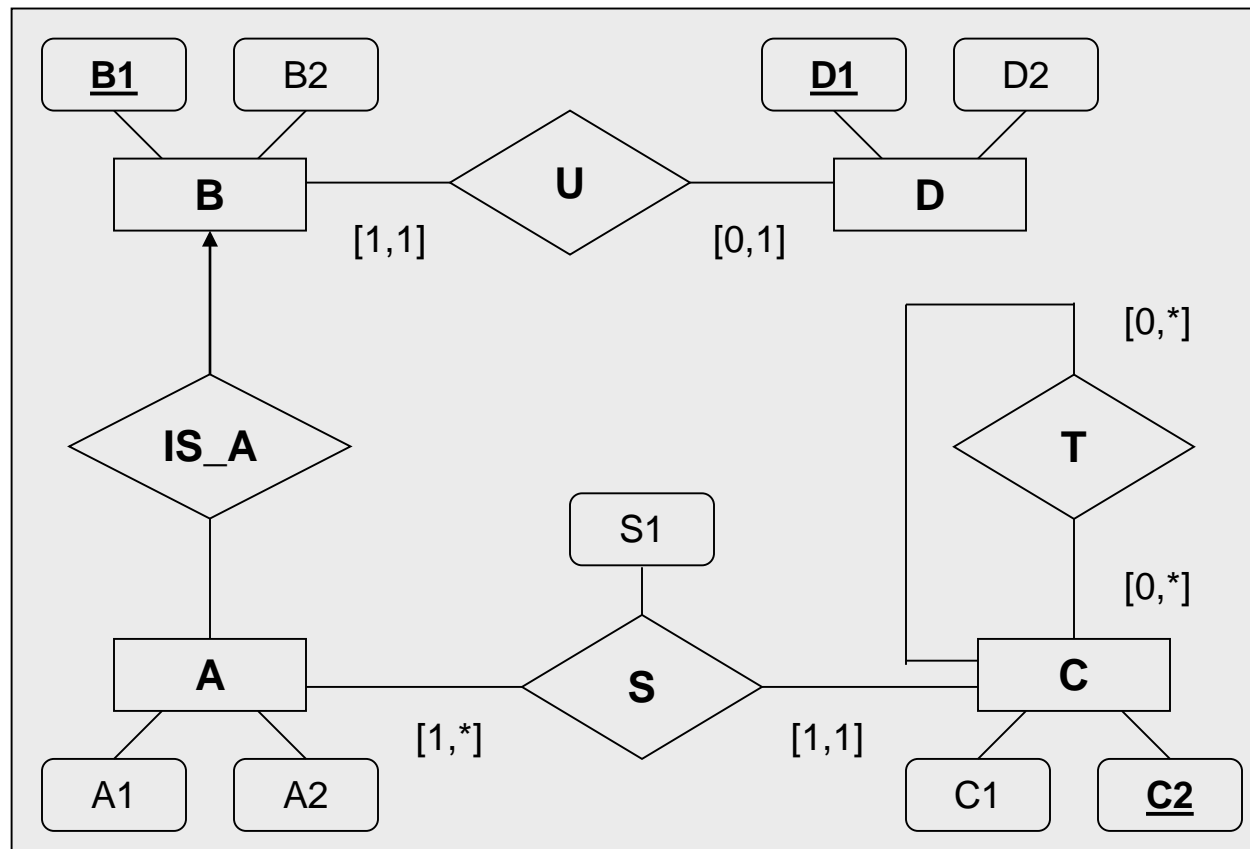 B1
B2
D1
D2
B
U
D
[1,1]
[0,1]
[0,*]
IS_A
T
S1
[0,*]
A
S
C
[1,*]
[1,1]
A1
A2
C1
C2